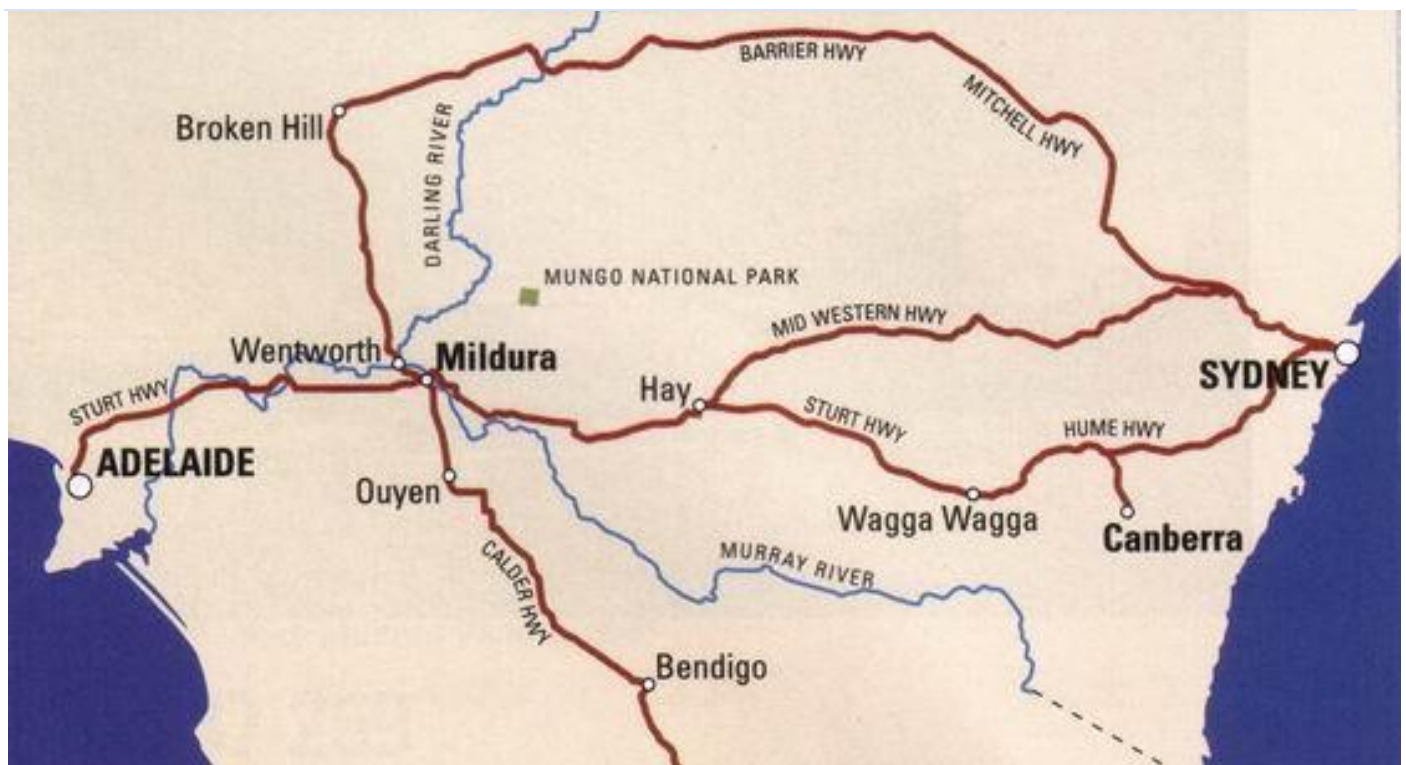 BARRIER HWY
MITCHELL HWY
Broken Hill
DARLING RIVER
MUNGO NATIONAL PARK
MID WESTERN HWY
Wentworth
Mildura
SYDNEY
Hay
STURT HWY
STURT HWY
HUME HWY
ADELAIDE
Ouyen
Wagga Wagga
Canberra
CALDER HWY
MURRAY RIVER
Bendigo